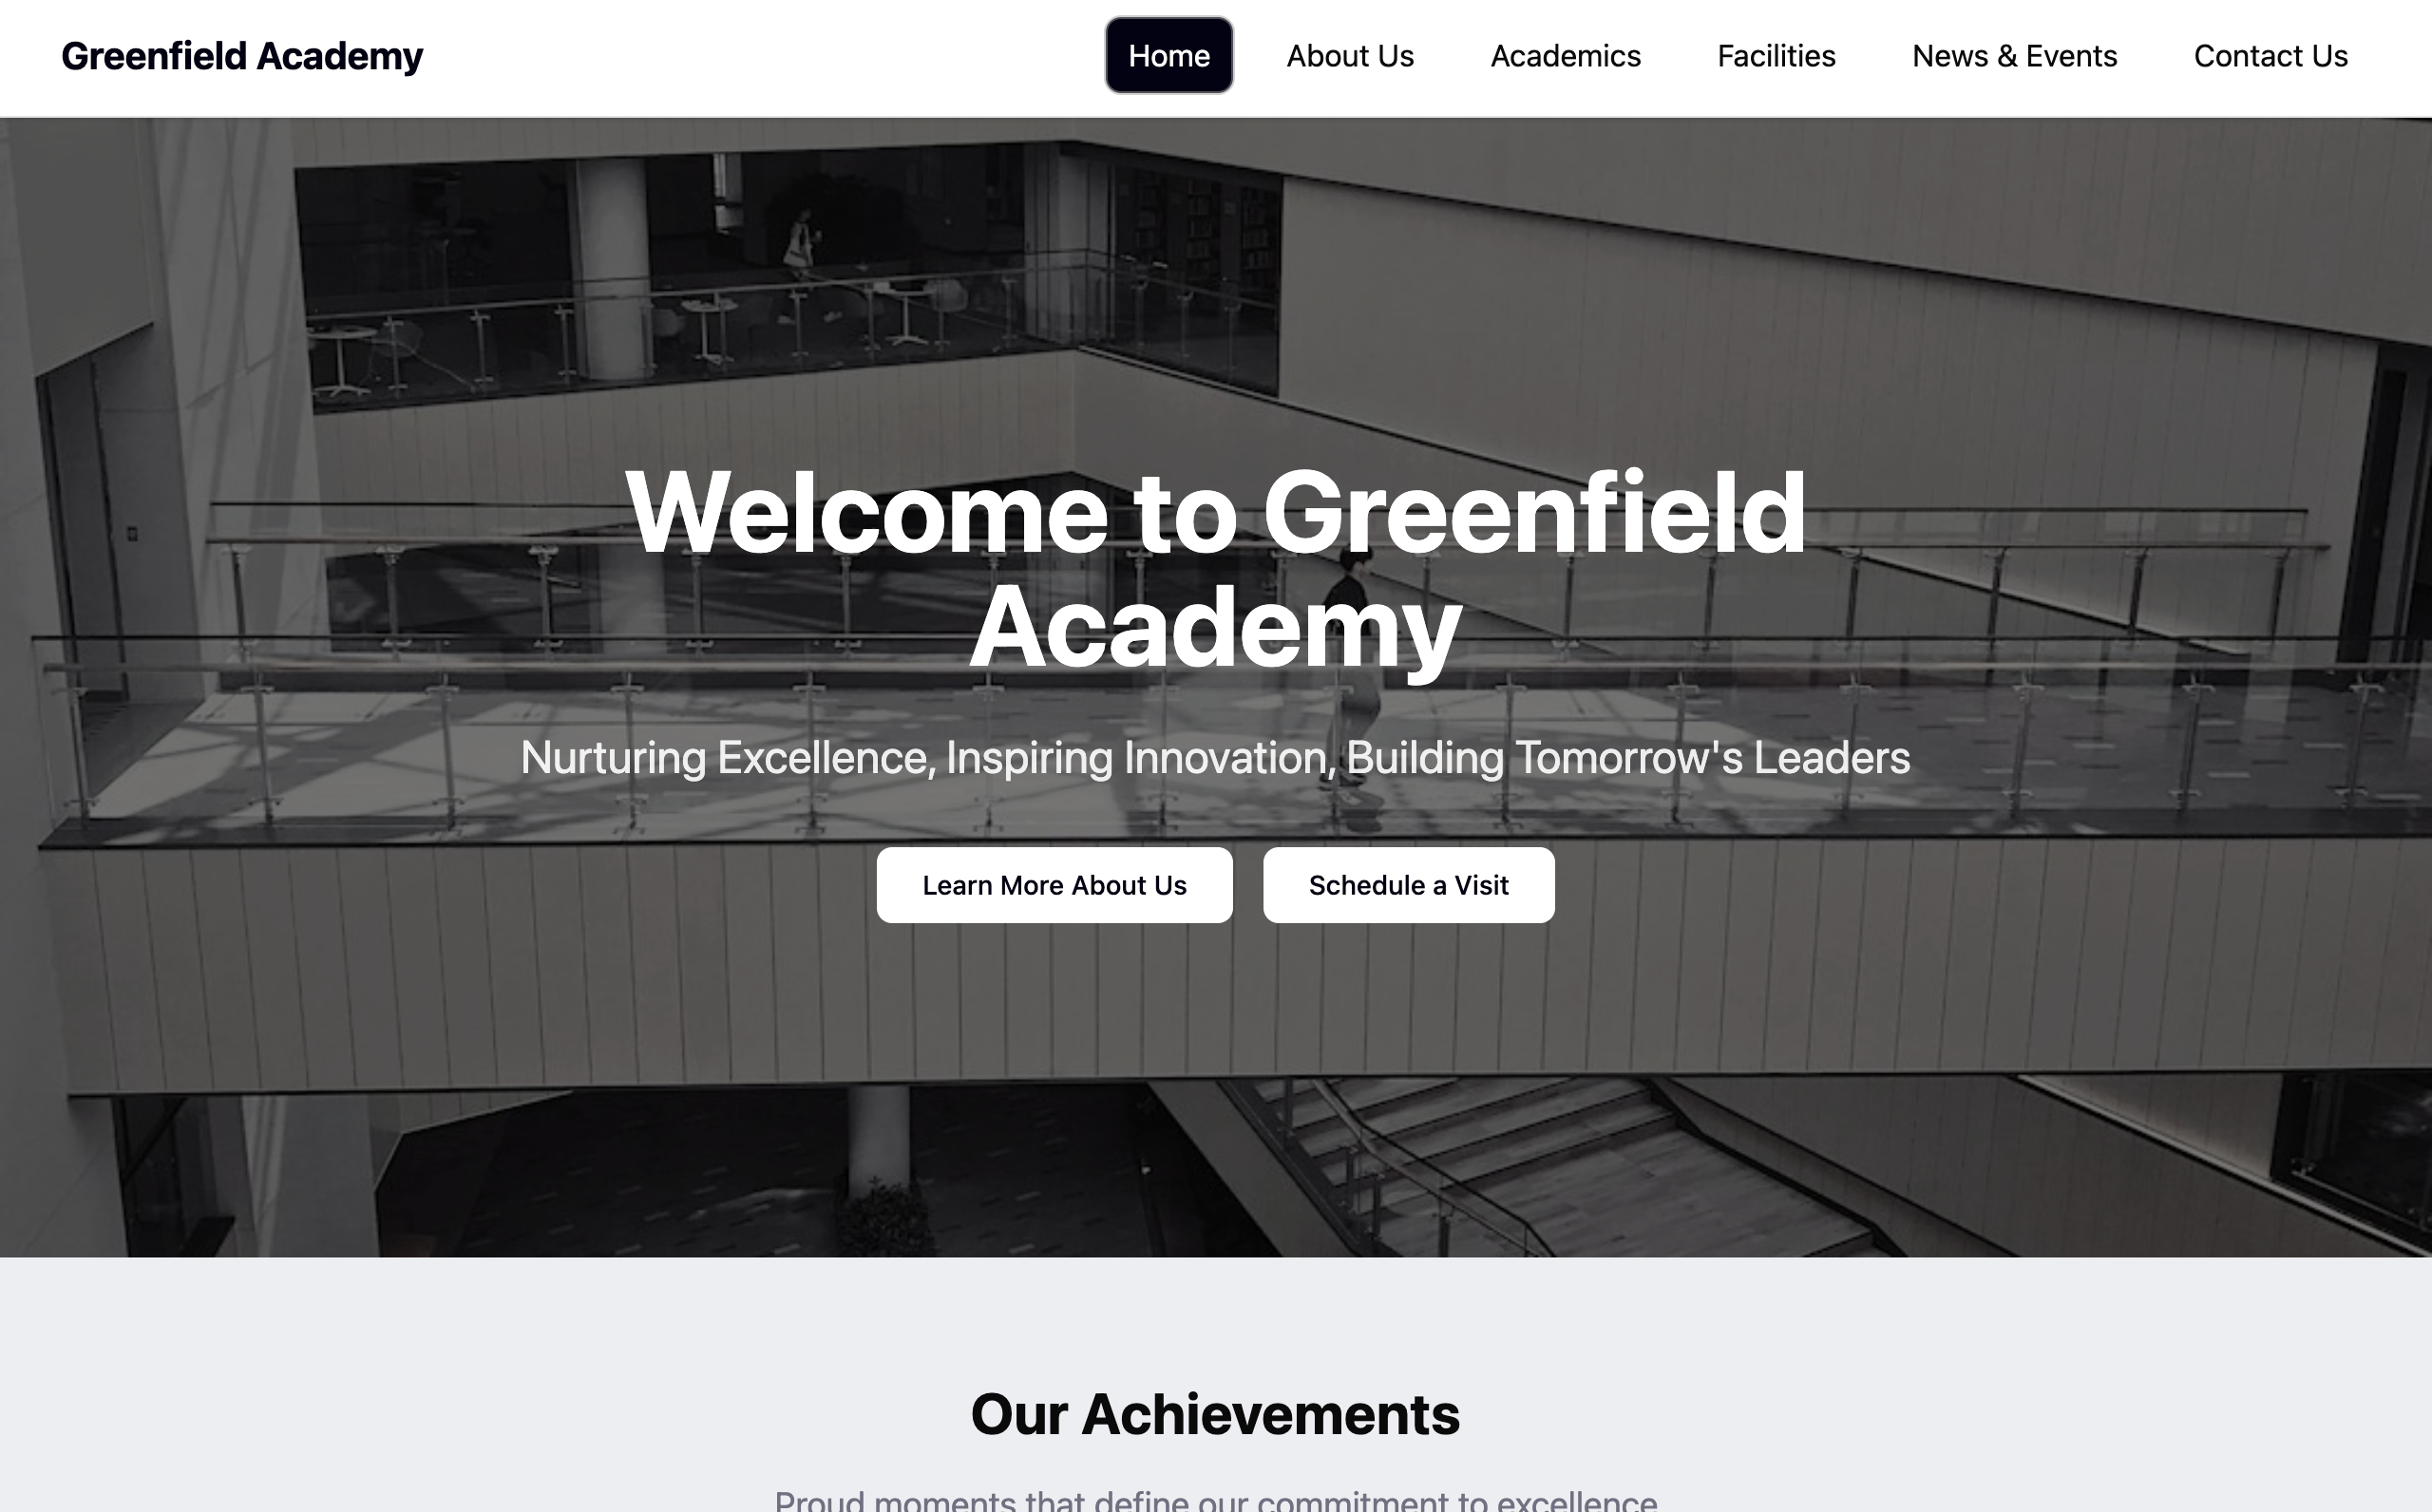 Greenfield Academy
Home
About Us
Academics
Facilities
News & Events
Contact Us
Welcome to Greenfield
Academy
Nurturing Excellence, Inspiring Innovation, Building Tomorrow's Leaders
Learn More About Us
Schedule a Visit
Our Achievements
Proud moments that define our commitment to excellence